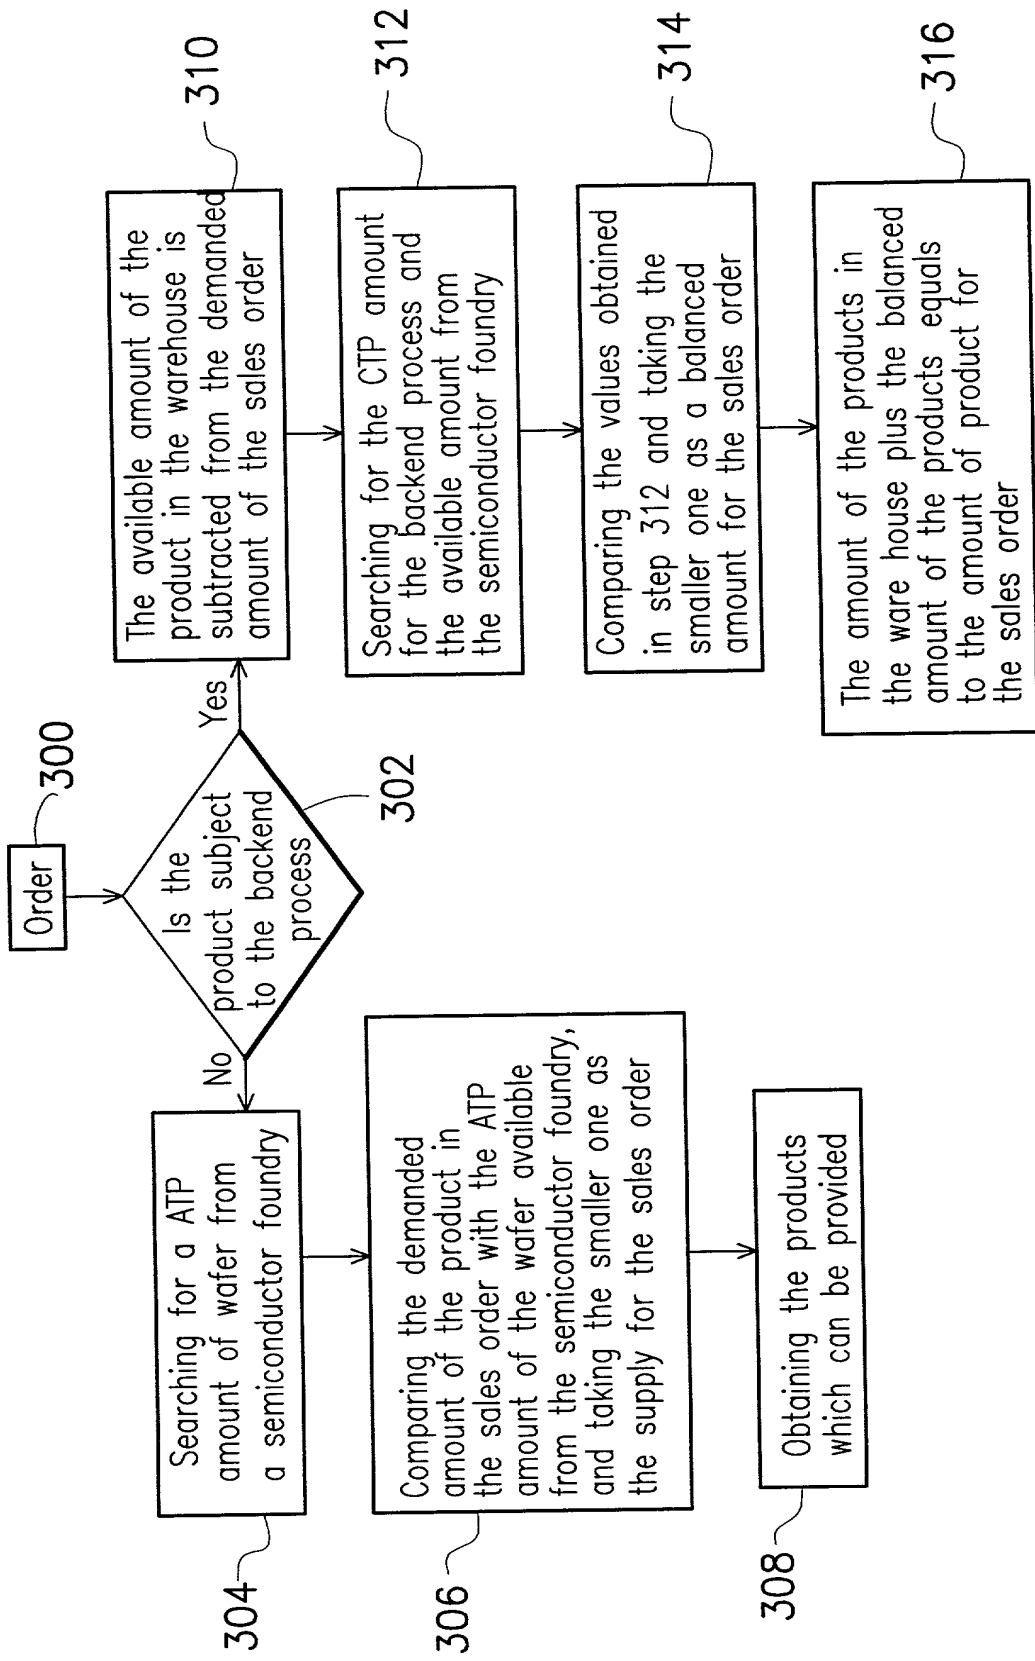 Order
300
Is the
product subject
to the backend
process
302
No
Yes
Searching for a ATP
amount of wafer from
a semiconductor foundry
304
Comparing the demanded
amount of the product in
the sales order with the ATP
amount of the wafer available
from the semiconductor foundry,
and taking the smaller one as
the supply for the sales order
306
Obtaining the products
which can be provided
308
The available amount of the
product in the warehouse is
subtracted from the demanded
amount of the sales order
310
Searching for the CTP amount
for the backend process and
the available amount from
the semiconductor foundry
312
Comparing the values obtained
in step 312 and taking the
smaller one as a balanced
amount for the sales order
314
The amount of the products in
the ware house plus the balanced
amount of the products equals
to the amount of product for
the sales order
316